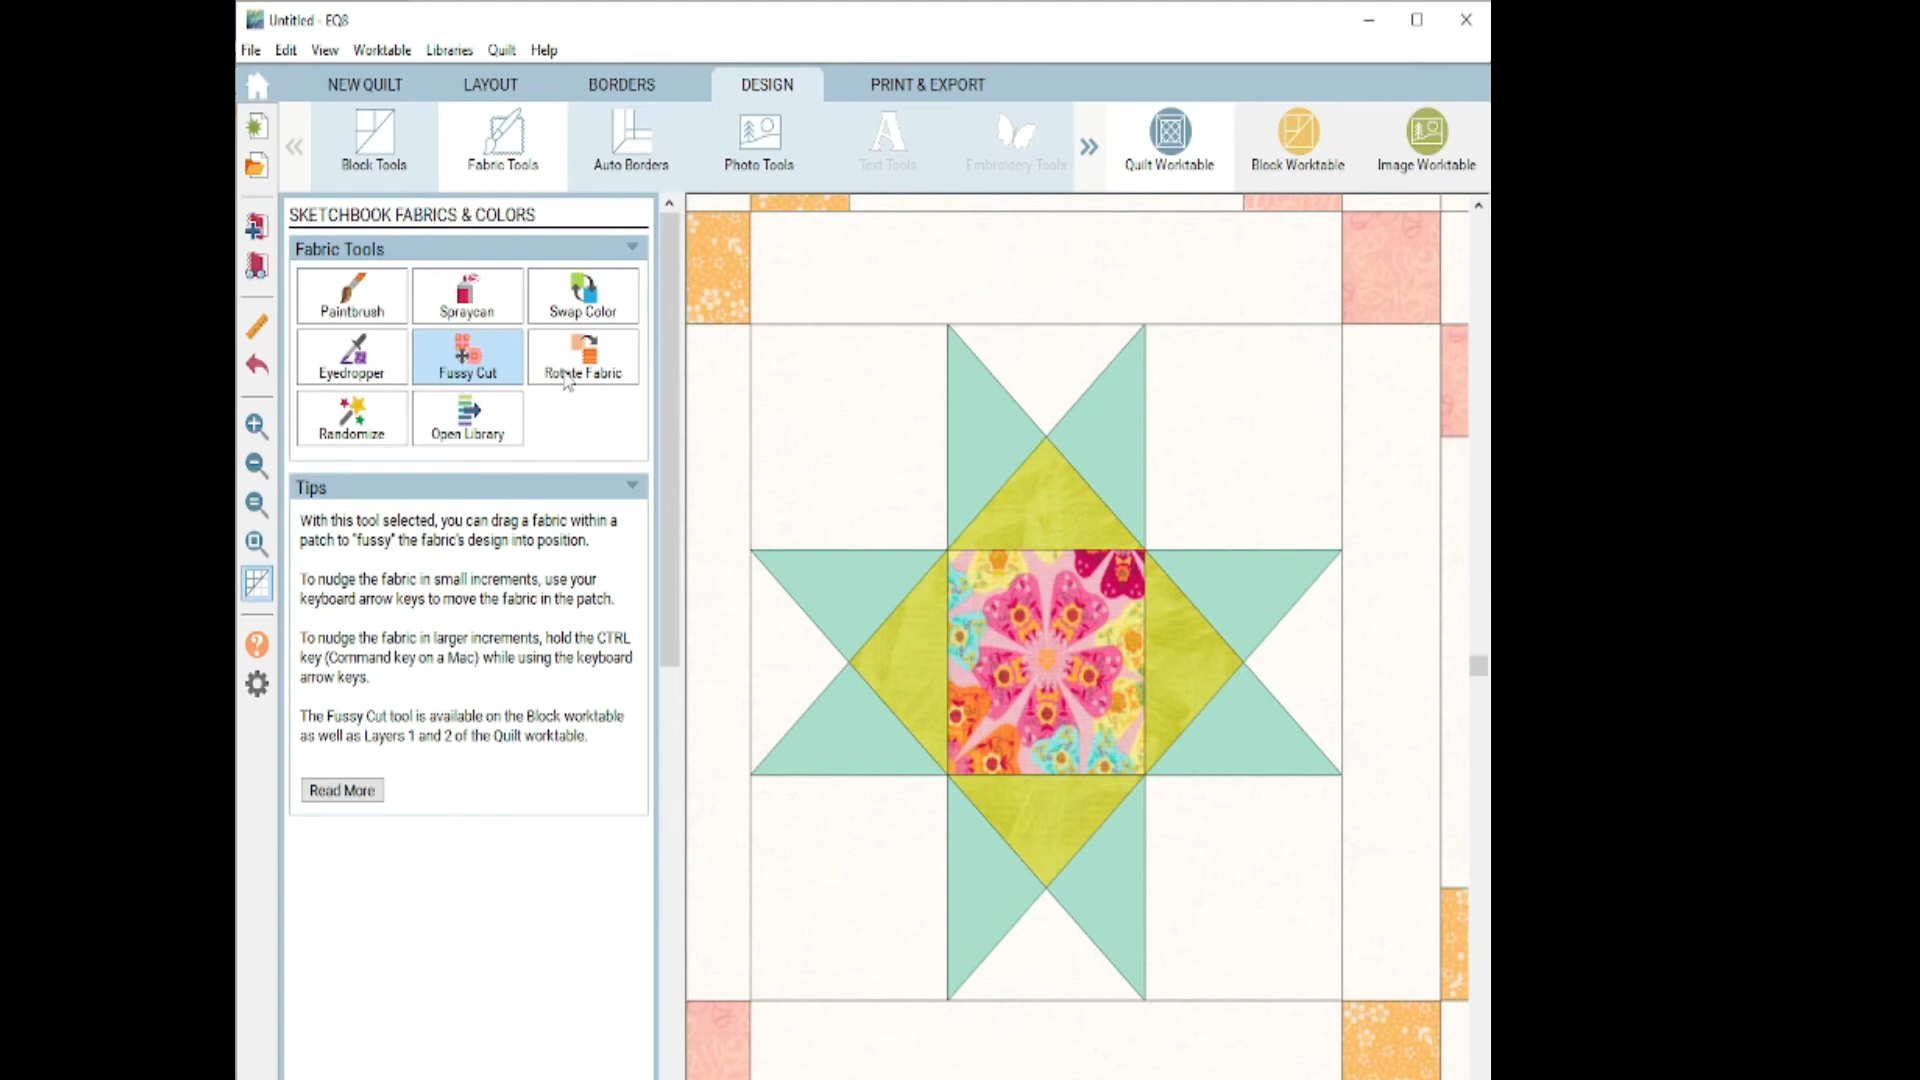 Untitled - EQ8
File Edit View Worktable Libraries Quilt Help
NEW QUILT LAYOUT BORDERS DESIGN PRINT & EXPORT
Block Tools Fabric Tools Auto Borders Photo Tools Text Tools Embroidery Tools Quilt Worktable Block Worktable Image Worktable
SKETCHBOOK FABRICS & COLORS
Fabric Tools
Paintbrush Spraycan Swap Color
Eyedropper Fussy Cut Rotate Fabric
Randomize Open Library
Tips
With this tool selected, you can drag a fabric within a
patch to "fussy" the fabric's design into position.
To nudge the fabric in small increments, use your
keyboard arrow keys to move the fabric in the patch.
To nudge the fabric in larger increments, hold the CTRL
key (Command key on a Mac) while using the keyboard
arrow keys.
The Fussy Cut tool is available on the Block worktable
as well as Layers 1 and 2 of the Quilt worktable.
Read More